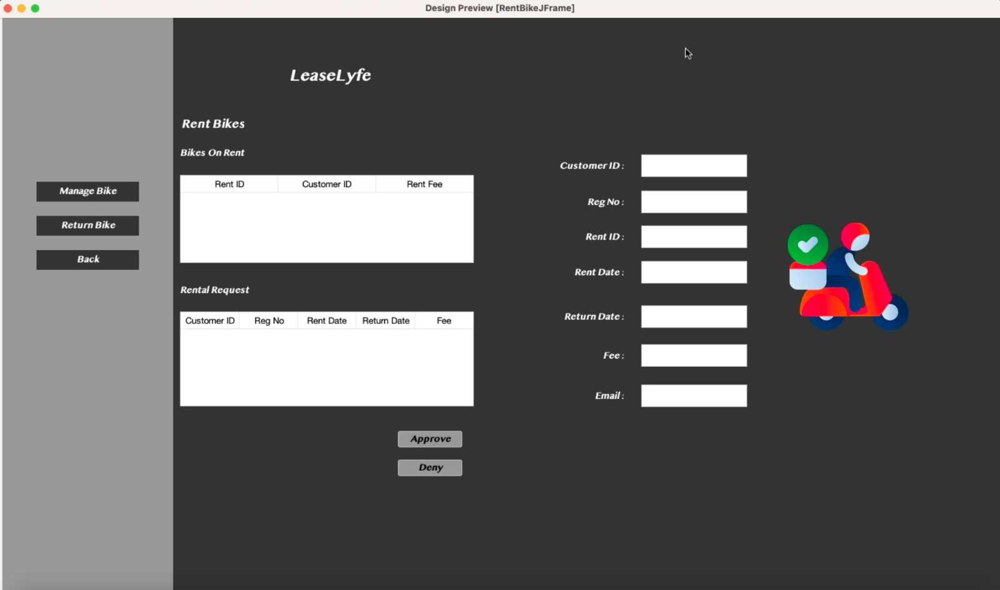 Design Preview [RentBikeJFrame]
LeaseLyfe
Rent Bikes
Bikes On Rent
Rent ID Customer ID Rent Fee
Rental Request
Customer ID Reg No Rent Date Return Date Fee
Approve
Deny
Manage Bike
Return Bike
Back
Customer ID :
Reg No :
Rent ID :
Rent Date :
Return Date :
Fee :
Email :